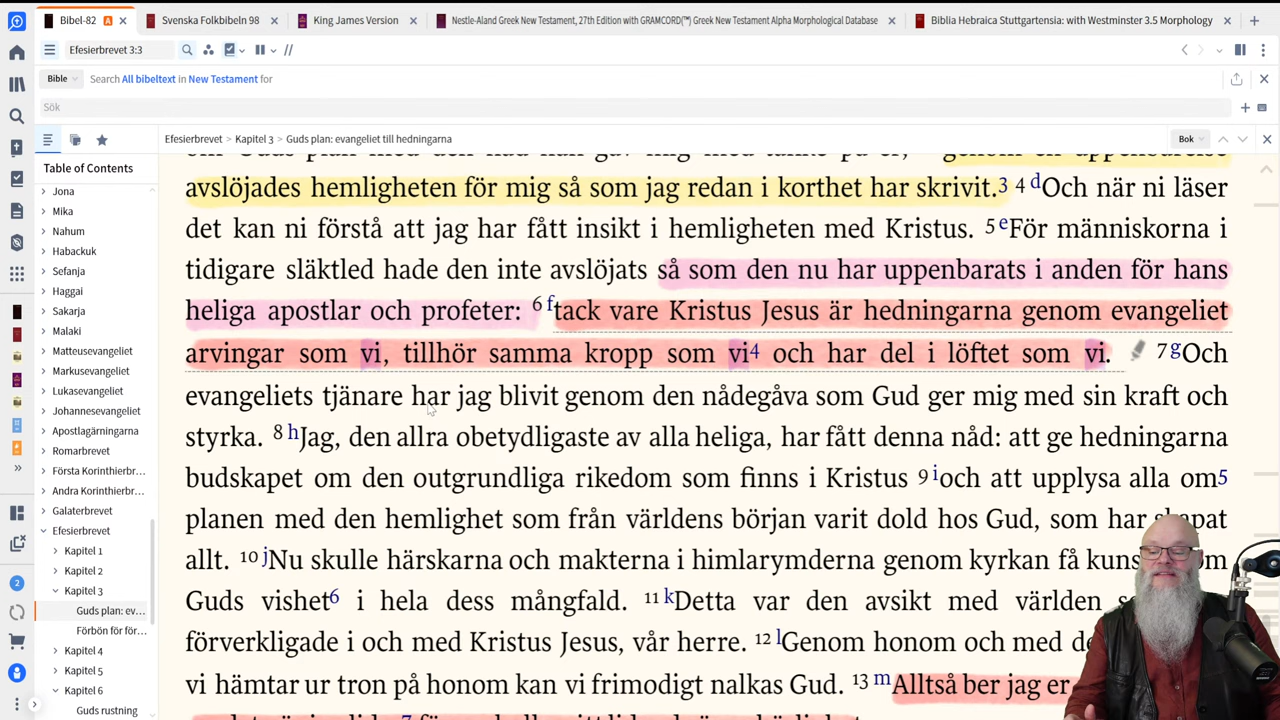 Bibel-82 A
Svenska Folkbibeln 98
King James Version
Nestle-Aland Greek New Testament, 27th Edition with GRAMCORD(™) Greek New Testament Alpha Morphological Database
Biblia Hebraica Stuttgartensia: with Westminster 3.5 Morphology
Efesierbrevet 3:3
Bible Search All bibeltext in New Testament for
Sök
Efesierbrevet > Kapitel 3 > Guds plan: evangeliet till hedningarna
Bok
Table of Contents
Jona
Mika
Nahum
Habackuk
Sefanja
Haggai
Sakarja
Malaki
Matteusevangeliet
Markusevangeliet
Lukasevangeliet
Johannesevangeliet
Apostlagärningarna
Romarbrevet
Första Korinthierbr...
Andra Korinthierbr...
Galaterbrevet
Efesierbrevet
Kapitel 1
Kapitel 2
Kapitel 3
Guds plan: ev...
Förbön för för...
Kapitel 4
Kapitel 5
Kapitel 6
Guds rustning
2
avslöjades hemligheten för mig så som jag redan i korthet har skrivit.3 4 dOch när ni läser
det kan ni förstå att jag har fått insikt i hemligheten med Kristus. 5 eFör människorna i
tidigare släktled hade den inte avslöjats så som den nu har uppenbarats i anden för hans
heliga apostlar och profeter: 6 ftack vare Kristus Jesus är hedningarna genom evangeliet
arvingar som vi, tillhör samma kropp som vi4 och har del i löftet som vi. 7 gOch
evangeliets tjänare har jag blivit genom den nådegåva som Gud ger mig med sin kraft och
styrka. 8 hJag, den allra obetydligaste av alla heliga, har fått denna nåd: att ge hedningarna
budskapet om den outgrundliga rikedom som finns i Kristus 9 ioch att upplysa alla om5
planen med den hemlighet som från världens början varit dold hos Gud, som har skapat
allt. 10 jNu skulle härskarna och makterna i himlarymderna genom kyrkan få
Guds vishet6 i hela dess mångfald. 11 kDetta var den avsikt med världen
förverkligade i och med Kristus Jesus, vår herre. 12 lGenom honom och med
vi hämtar ur tron på honom kan vi frimodigt nalkas Gud. 13 mAlltså ber jag er